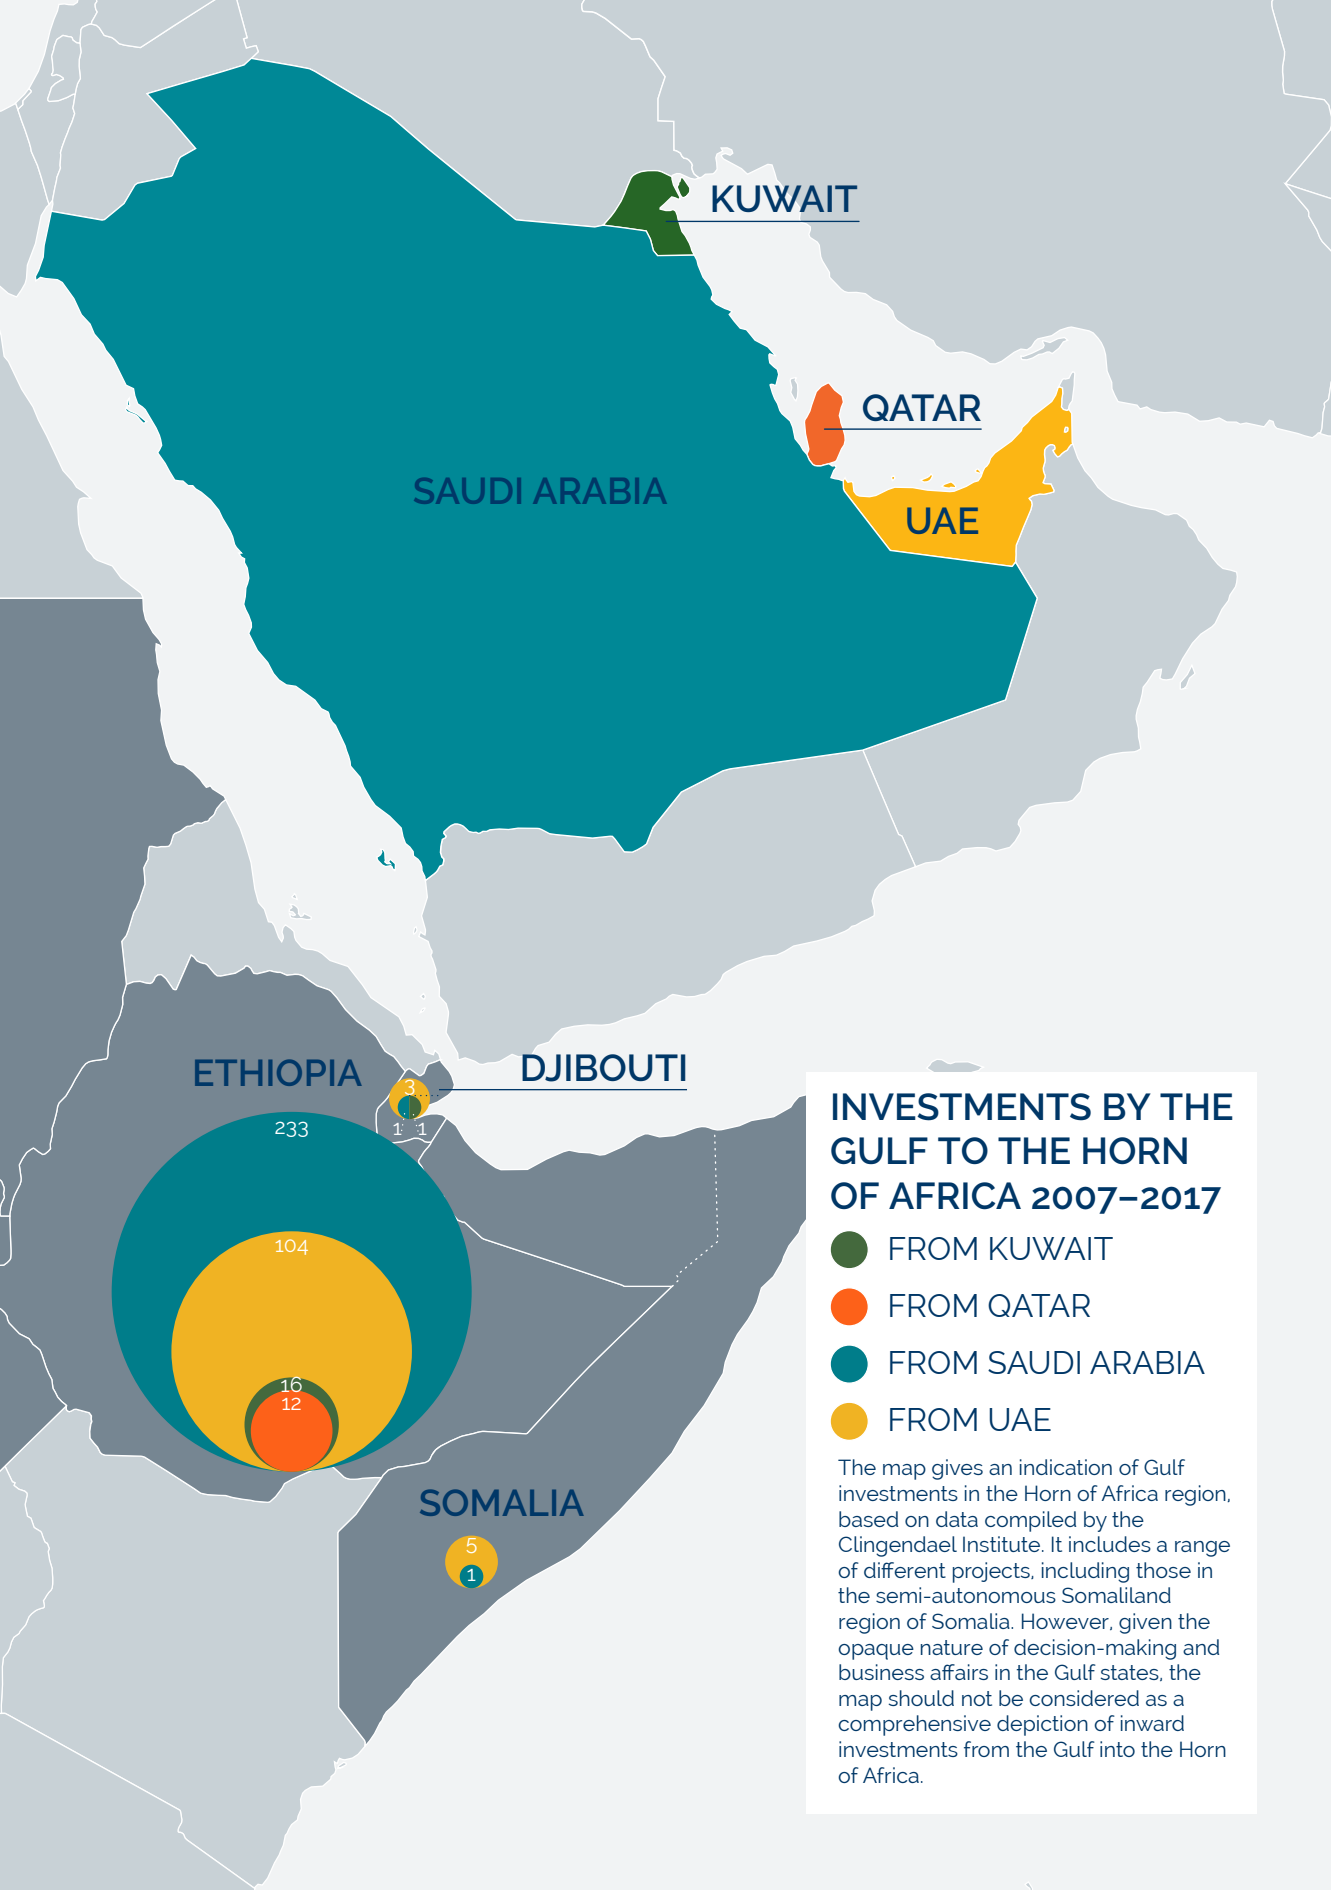 KUWAIT
QATAR
SAUDI ARABIA
UAE
ETHIOPIA
DJIBOUTI
3
1
1
233
104
16
12
SOMALIA
5
1
INVESTMENTS BY THE
GULF TO THE HORN
OF AFRICA 2007–2017
FROM KUWAIT
FROM QATAR
FROM SAUDI ARABIA
FROM UAE
The map gives an indication of Gulf
investments in the Horn of Africa region,
based on data compiled by the
Clingendael Institute. It includes a range
of different projects, including those in
the semi-autonomous Somaliland
region of Somalia. However, given the
opaque nature of decision-making and
business affairs in the Gulf states, the
map should not be considered as a
comprehensive depiction of inward
investments from the Gulf into the Horn
of Africa.